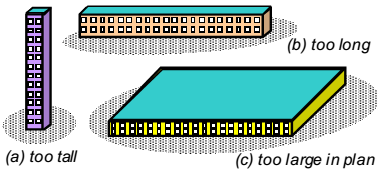 (b) too long
(a) too tall
(c) too large in plan